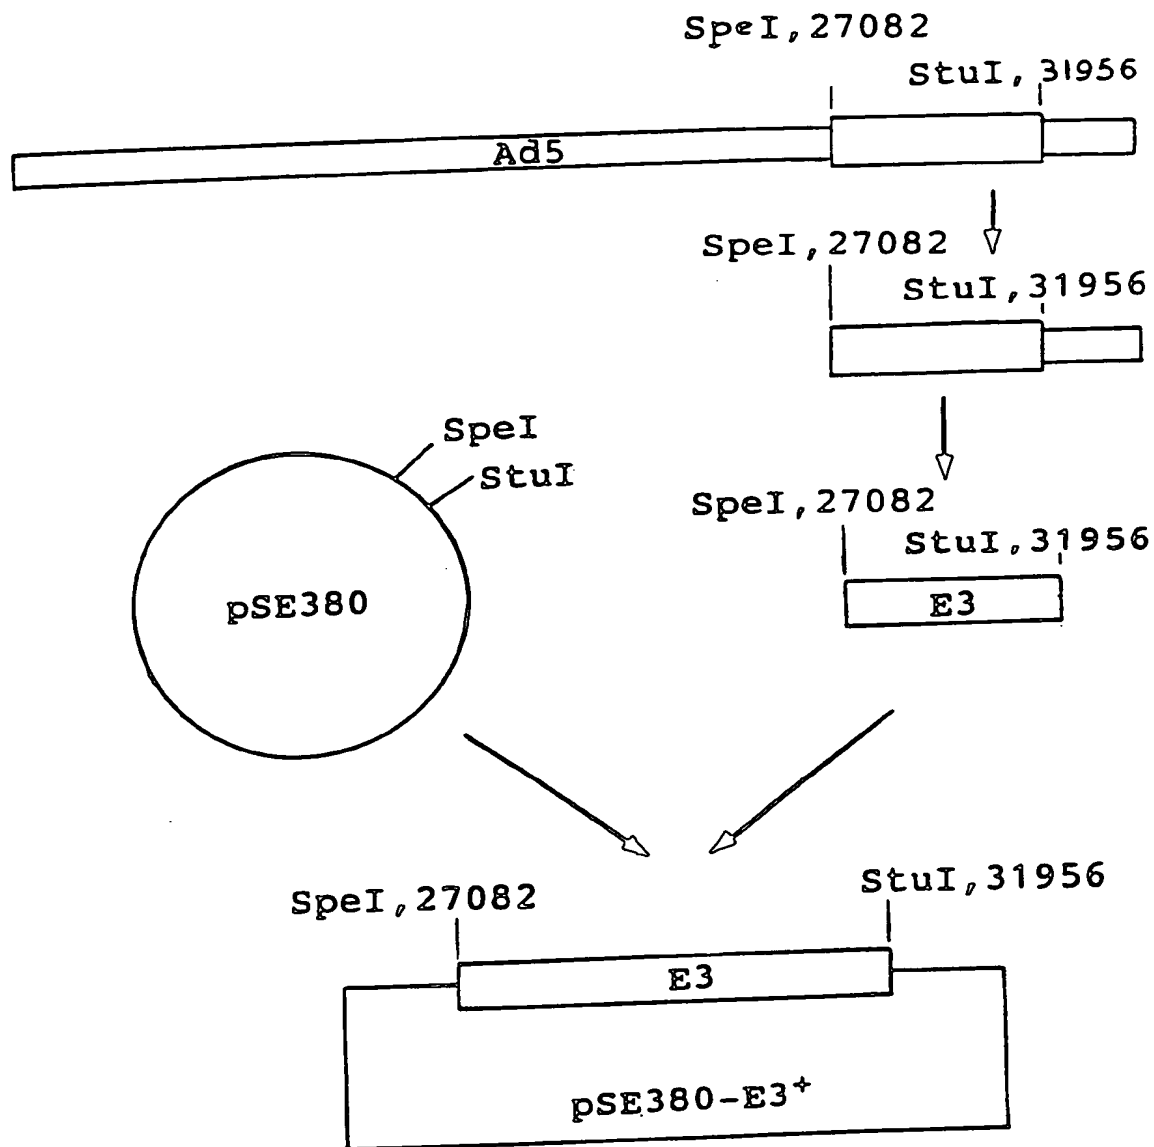 SpeI,27082
StuI,31956
Ad5
SpeI,27082
StuI,31956
SpeI
StuI
SpeI,27082
StuI,31956
pSE380
E3
SpeI,27082
StuI,31956
E3
pSE380-E3⁺